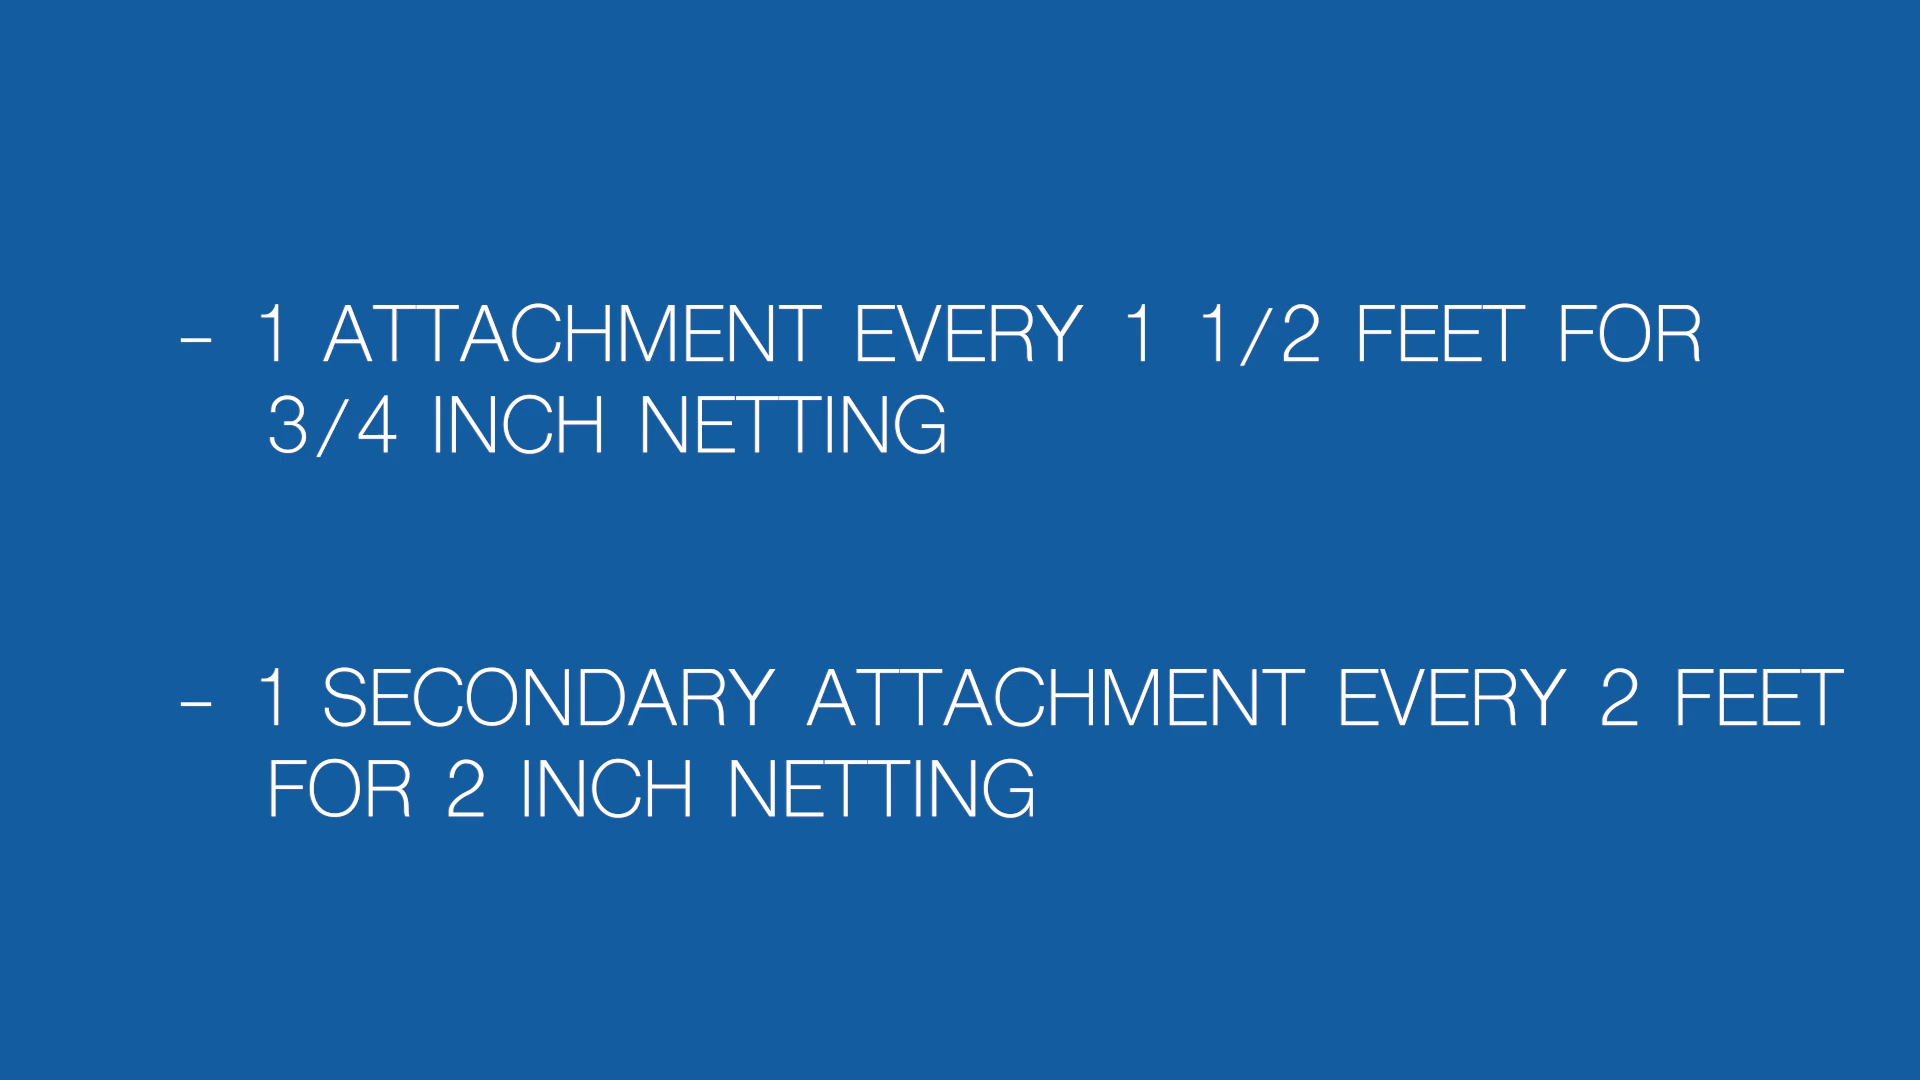 - 1 ATTACHMENT EVERY 1 1/2 FEET FOR
3/4 INCH NETTING
- 1 SECONDARY ATTACHMENT EVERY 2 FEET
FOR 2 INCH NETTING